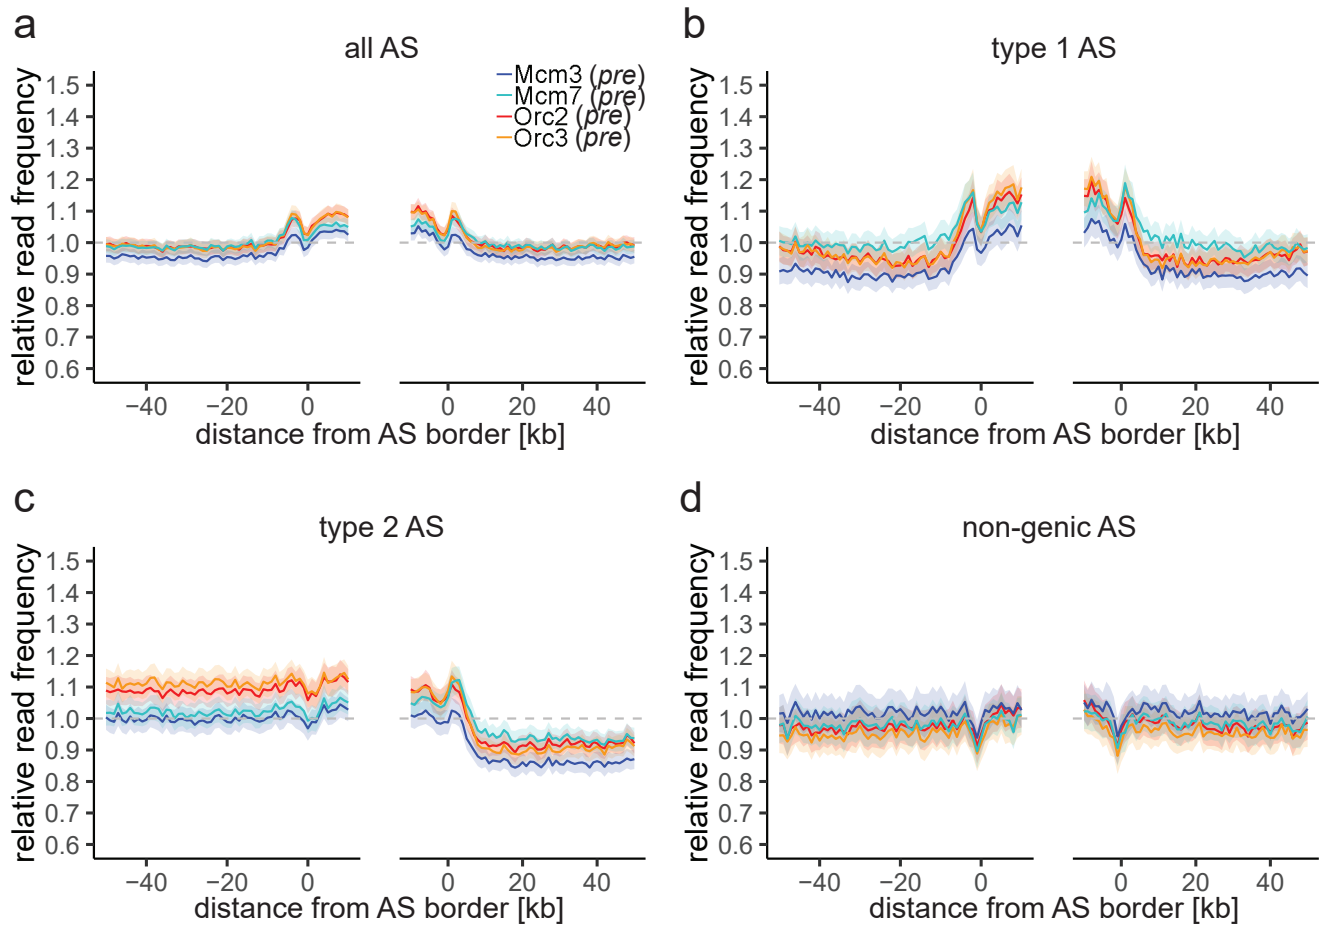 a
all AS
Mcm3 (pre)
Mcm7 (pre)
Orc2 (pre)
Orc3 (pre)
relative read frequency
1.5
1.4
1.3
1.2
1.1
1.0
0.9
0.8
0.7
0.6
−40 −20 0 0 20 40
distance from AS border [kb]
b
type 1 AS
relative read frequency
1.5
1.4
1.3
1.2
1.1
1.0
0.9
0.8
0.7
0.6
−40 −20 0 0 20 40
distance from AS border [kb]
c
type 2 AS
relative read frequency
1.5
1.4
1.3
1.2
1.1
1.0
0.9
0.8
0.7
0.6
−40 −20 0 0 20 40
distance from AS border [kb]
d
non-genic AS
relative read frequency
1.5
1.4
1.3
1.2
1.1
1.0
0.9
0.8
0.7
0.6
−40 −20 0 0 20 40
distance from AS border [kb]